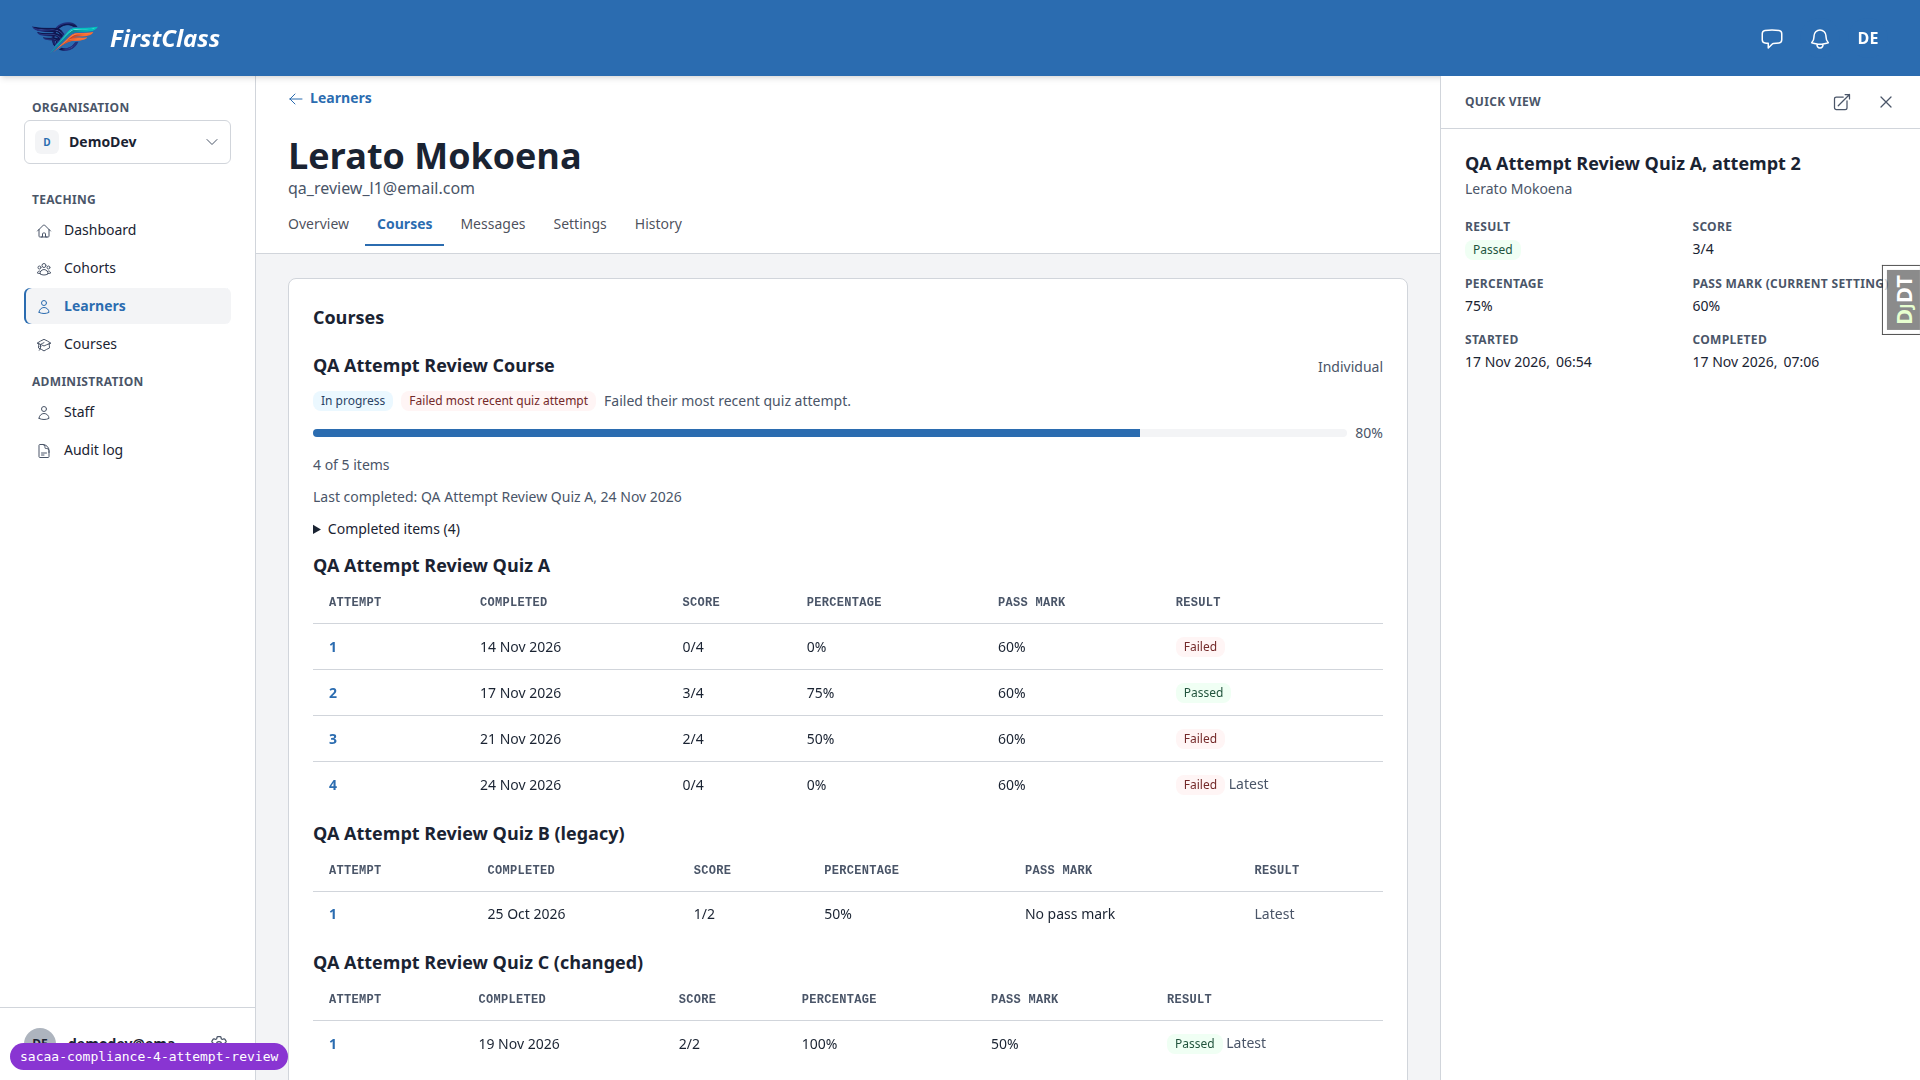 FirstClass
DE
ORGANISATION
D DemoDev
TEACHING
Dashboard
Cohorts
Learners
Courses
ADMINISTRATION
Staff
Audit log
sacaa-compliance-4-attempt-review
Learners
Lerato Mokoena
qa_review_l1@email.com
Overview Courses Messages Settings History
Courses
QA Attempt Review Course Individual
In progress Failed most recent quiz attempt Failed their most recent quiz attempt.
80%
4 of 5 items
Last completed: QA Attempt Review Quiz A, 24 Nov 2026
Completed items (4)
QA Attempt Review Quiz A
ATTEMPT COMPLETED SCORE PERCENTAGE PASS MARK RESULT
1 14 Nov 2026 0/4 0% 60% Failed
2 17 Nov 2026 3/4 75% 60% Passed
3 21 Nov 2026 2/4 50% 60% Failed
4 24 Nov 2026 0/4 0% 60% Failed Latest
QA Attempt Review Quiz B (legacy)
ATTEMPT COMPLETED SCORE PERCENTAGE PASS MARK RESULT
1 25 Oct 2026 1/2 50% No pass mark Latest
QA Attempt Review Quiz C (changed)
ATTEMPT COMPLETED SCORE PERCENTAGE PASS MARK RESULT
1 19 Nov 2026 2/2 100% 50% Passed Latest
QUICK VIEW
QA Attempt Review Quiz A, attempt 2
Lerato Mokoena
RESULT SCORE
Passed 3/4
PERCENTAGE PASS MARK (CURRENT SETTING
75% 60%
STARTED COMPLETED
17 Nov 2026, 06:54 17 Nov 2026, 07:06
DjDT